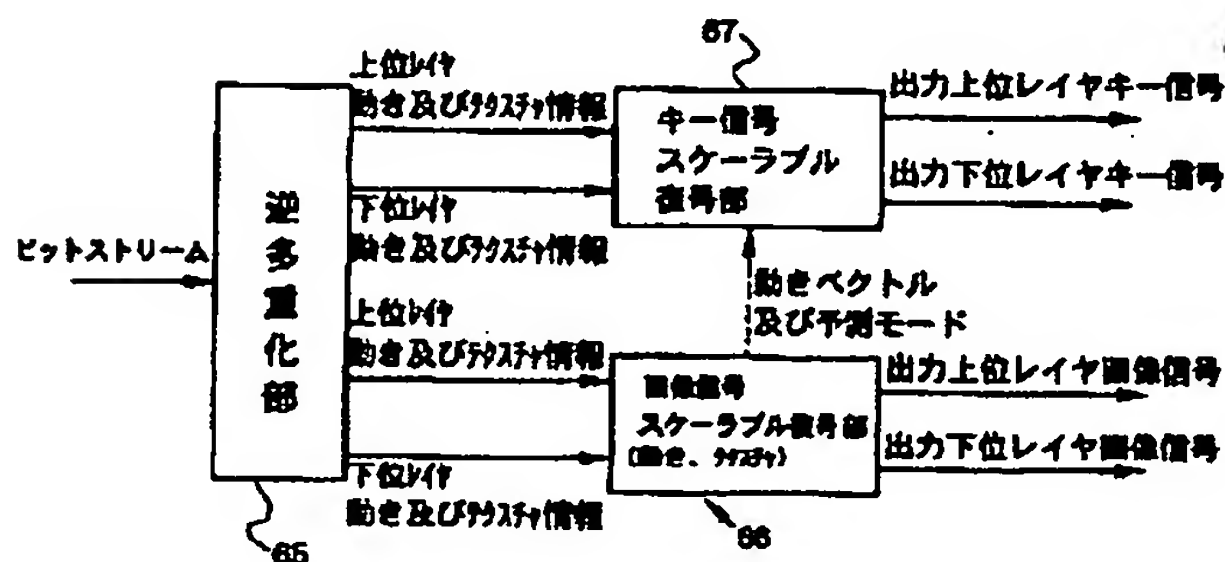 67
上位レイヤ
動き及びテクスチャ情報
下位レイヤ
動き及びテクスチャ情報
キー信号
スケーラブル
復号部
出力上位レイヤキー信号
出力下位レイヤキー信号
ビットストリーム
逆多重化部
動きベクトル
及び予測モード
上位レイヤ
動き及びテクスチャ情報
下位レイヤ
動き及びテクスチャ情報
画像信号
スケーラブル復号部
(動き、テクスチャ)
出力上位レイヤ画像信号
出力下位レイヤ画像信号
65
66